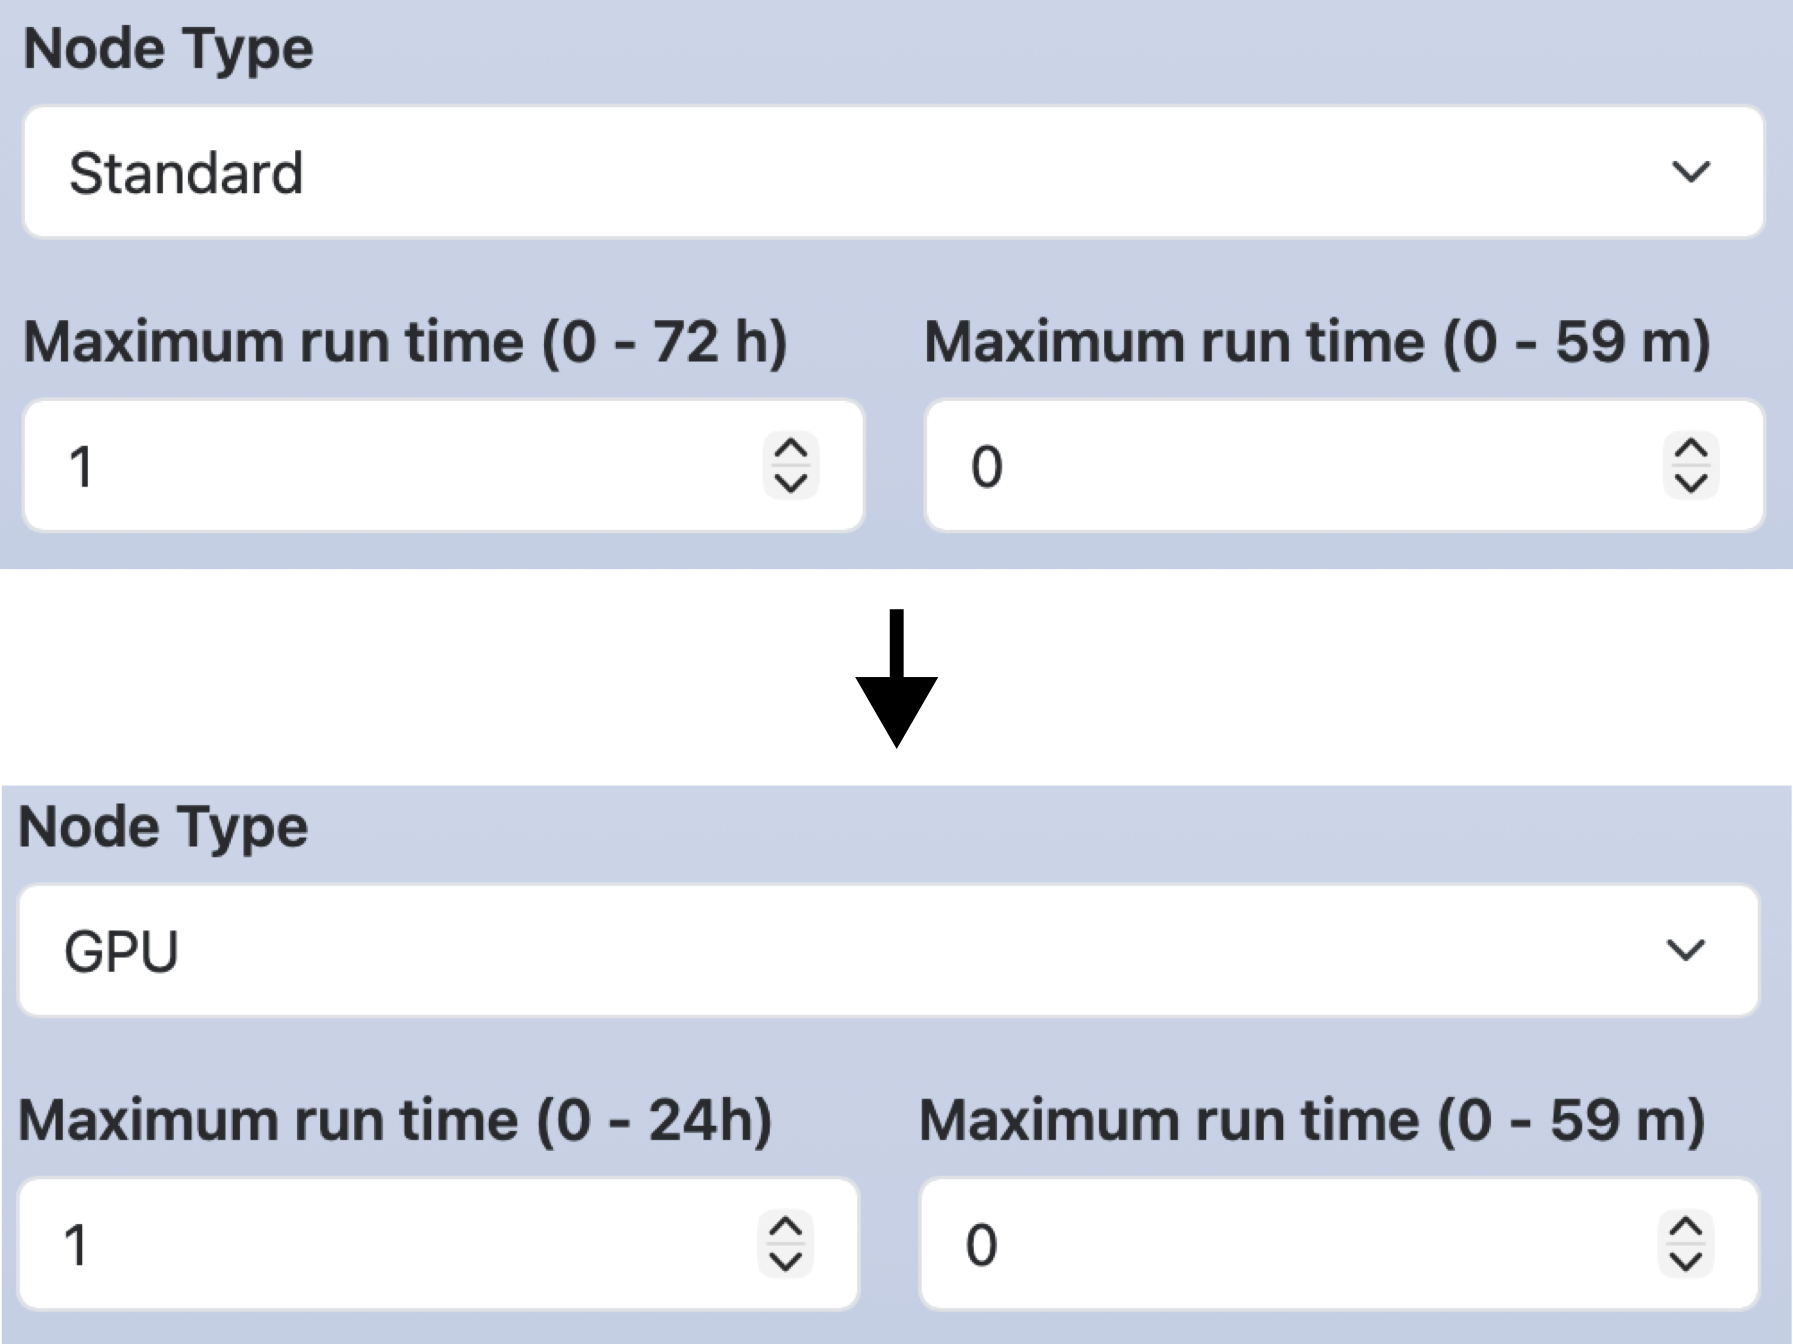 Node Type
Standard
Maximum run time (0 - 72 h) Maximum run time (0 - 59 m)
1 0
Node Type
GPU
Maximum run time (0 - 24h) Maximum run time (0 - 59 m)
1 0